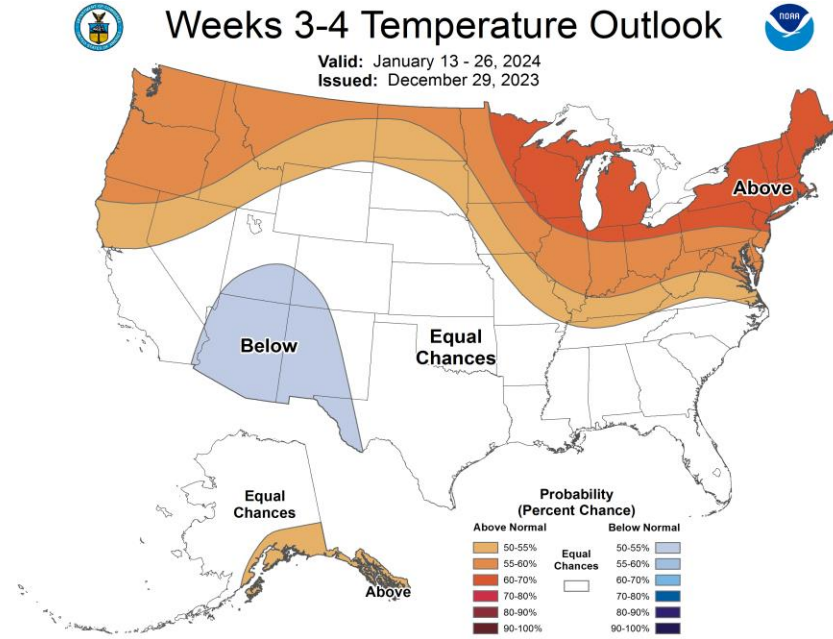 Weeks 3-4 Temperature Outlook
Valid: January 13 - 26, 2024
Issued: December 29, 2023
NOAA
Above
Below
Equal
Chances
Equal
Chances
Above
Probability
(Percent Chance)
Above Normal
Below Normal
50-55%
55-60%
60-70%
70-80%
80-90%
90-100%
Equal
Chances
50-55%
55-60%
60-70%
70-80%
80-90%
90-100%